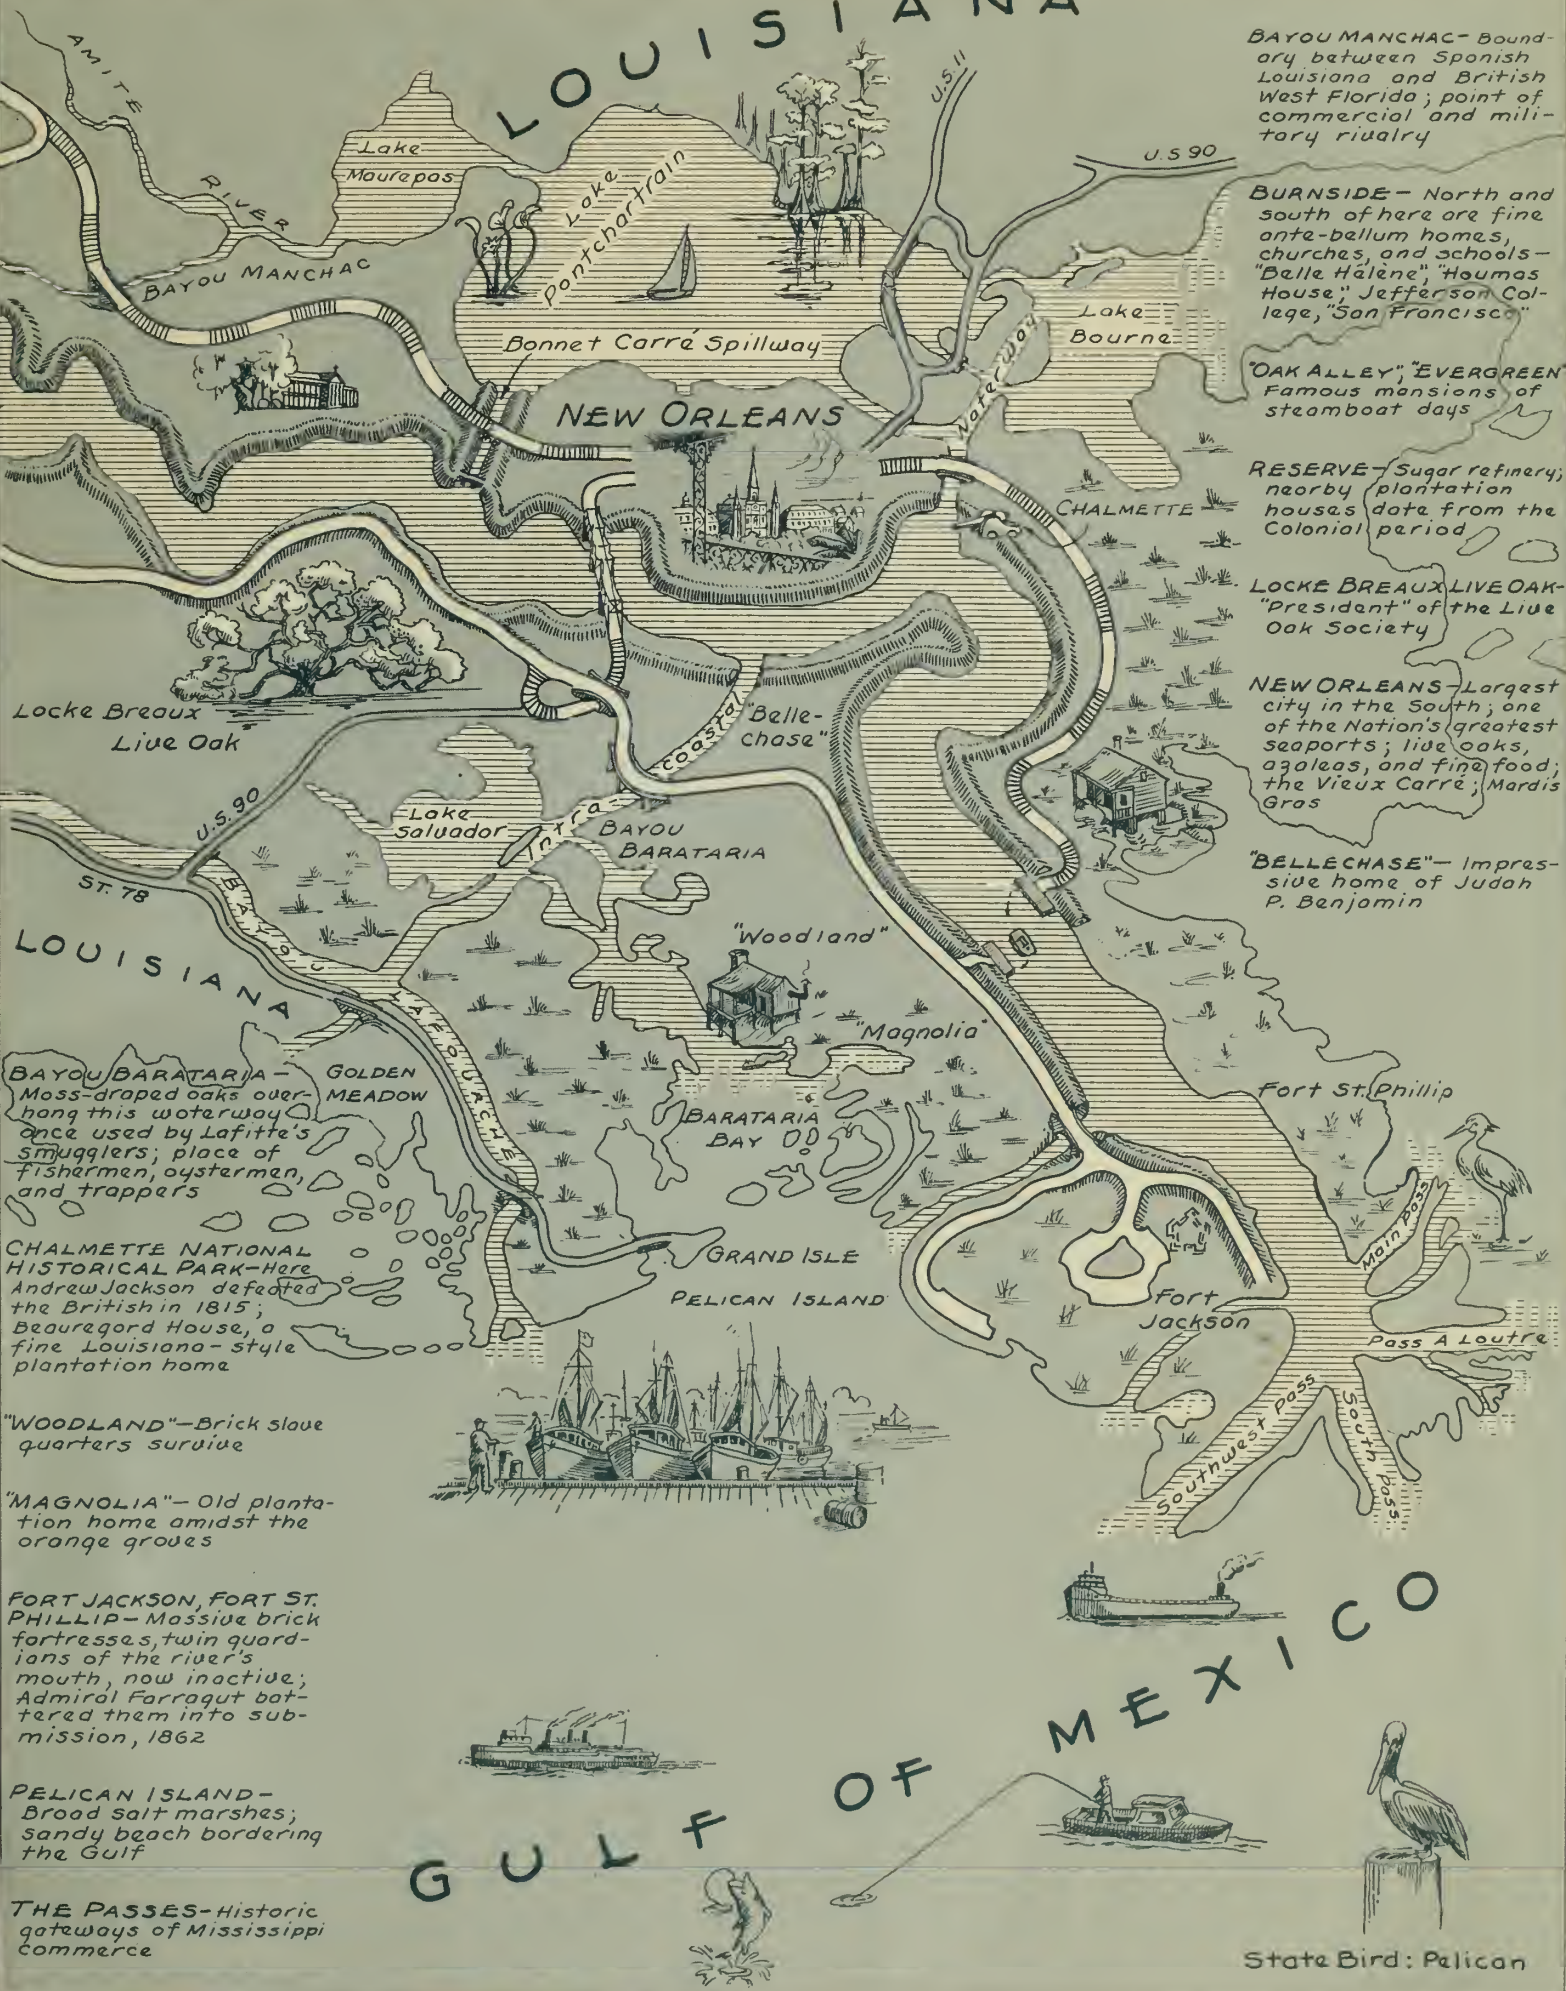 LOUISIANA
AMITE
RIVER
Lake
Maurepas
Lake
Pontchartrain
U.S. 11
U.S 90
BAYOU MANCHAC
Lake
Bourne
Bonnet Carré Spillway
NEW ORLEANS
Waterway
CHALMETTE
Locke Breaux
Live Oak
"Belle-
chase"
Coastal
Intra
U.S. 90
Lake
Salvador
BAYOU
BARATARIA
ST. 78
BAYOU
LAFOURCHE
LOUISIANA
"Woodland"
"Magnolia"
GOLDEN
MEADOW
BARATARIA
BAY
Fort St. Phillip
GRAND ISLE
PELICAN ISLAND
Fort
Jackson
Main Pass
Pass A Loutre
Southwest Pass
South Pass
GULF OF MEXICO
State Bird: Pelican
BAYOU MANCHAC- Bound-
ary between Spanish
Louisiana and British
West Florida; point of
commercial and mili-
tary rivalry
BURNSIDE- North and
south of here are fine
ante-bellum homes,
churches, and schools-
"Belle Hélène", "Houmas
House", Jefferson Col-
lege, "San Francisco"
"OAK ALLEY", "EVERGREEN"
Famous mansions of
steamboat days
RESERVE- Sugar refinery;
nearby plantation
houses date from the
Colonial period
LOCKE BREAUX LIVE OAK-
"President" of the Live
Oak Society
NEW ORLEANS- Largest
city in the South; one
of the Nation's greatest
seaports; live oaks,
azaleas, and fine food;
the Vieux Carré; Mardis
Gras
"BELLECHASE"- Impres-
sive home of Judah
P. Benjamin
BAYOU BARATARIA-
Moss-draped oaks over-
hang this waterway
once used by Lafitte's
smugglers; place of
fishermen, oystermen,
and trappers
CHALMETTE NATIONAL
HISTORICAL PARK-Here
Andrew Jackson defeated
the British in 1815;
Beauregard House, a
fine Louisiana-style
plantation home
"WOODLAND"-Brick slave
quarters survive
"MAGNOLIA"- Old planta-
tion home amidst the
orange groves
FORT JACKSON, FORT ST.
PHILLIP- Massive brick
fortresses, twin guard-
ians of the river's
mouth, now inactive;
Admiral Farragut bat-
tered them into sub-
mission, 1862
PELICAN ISLAND-
Broad salt marshes;
sandy beach bordering
the Gulf
THE PASSES-Historic
gateways of Mississippi
commerce